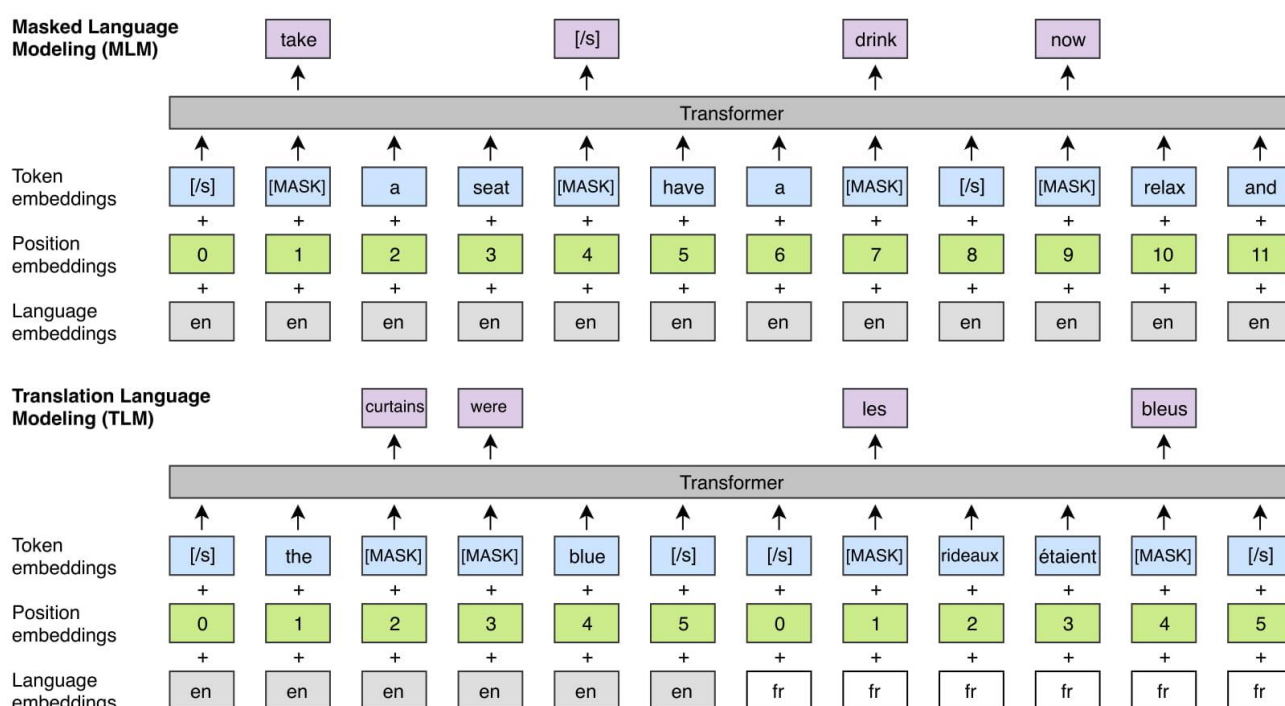 Masked Language
Modeling (MLM)
take [/s] drink now
Transformer
Token
embeddings
[/s] [MASK] a seat [MASK] have a [MASK] [/s] [MASK] relax and
+ + + + + + + + + + + +
Position
embeddings
0 1 2 3 4 5 6 7 8 9 10 11
+ + + + + + + + + + + +
Language
embeddings
en en en en en en en en en en en en
Translation Language
Modeling (TLM)
curtains were les bleus
Transformer
Token
embeddings
[/s] the [MASK] [MASK] blue [/s] [/s] [MASK] rideaux étaient [MASK] [/s]
+ + + + + + + + + + + +
Position
embeddings
0 1 2 3 4 5 0 1 2 3 4 5
+ + + + + + + + + + + +
Language
embeddings
en en en en en en fr fr fr fr fr fr